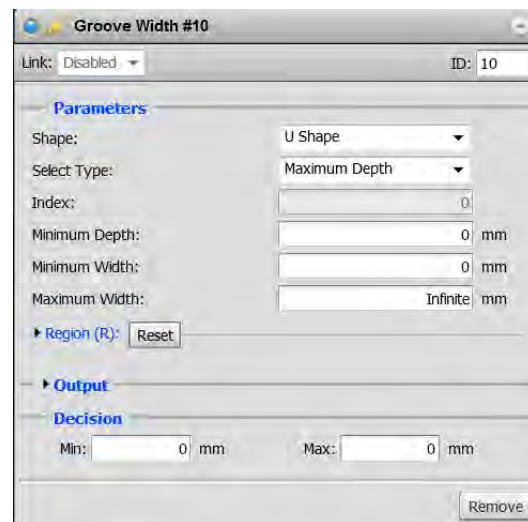 Groove Width #10
Link: Disabled ID: 10
Parameters
Shape: U Shape
Select Type: Maximum Depth
Index: 0
Minimum Depth: 0 mm
Minimum Width: 0 mm
Maximum Width: Infinite mm
Region (R): Reset
Output
Decision
Min: 0 mm Max: 0 mm
Remove